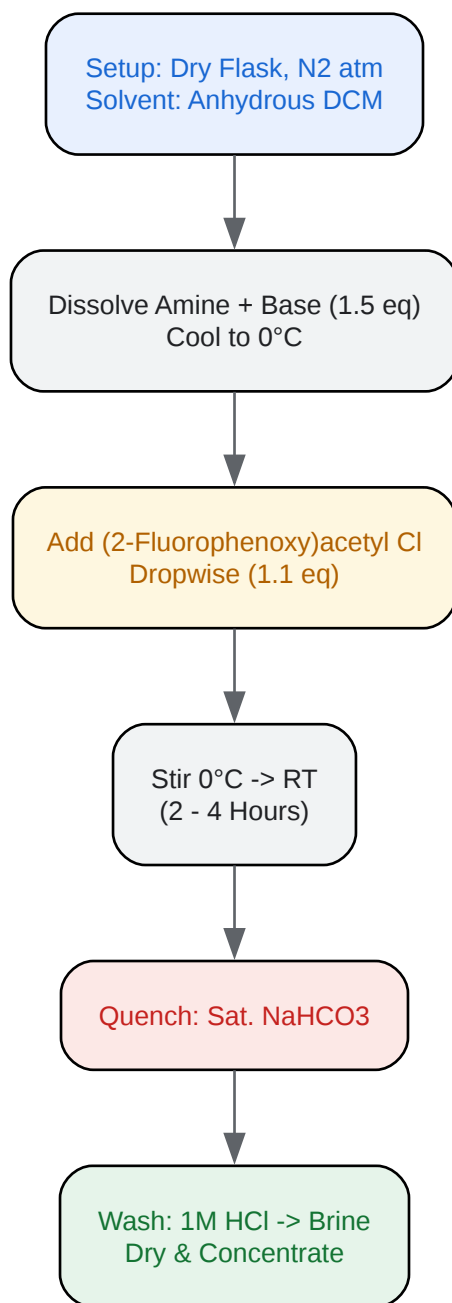 Setup: Dry Flask, N2 atm
Solvent: Anhydrous DCM
Dissolve Amine + Base (1.5 eq)
Cool to 0°C
Add (2-Fluorophenoxy)acetyl Cl
Dropwise (1.1 eq)
Stir 0°C -> RT
(2 - 4 Hours)
Quench: Sat. NaHCO3
Wash: 1M HCl -> Brine
Dry & Concentrate